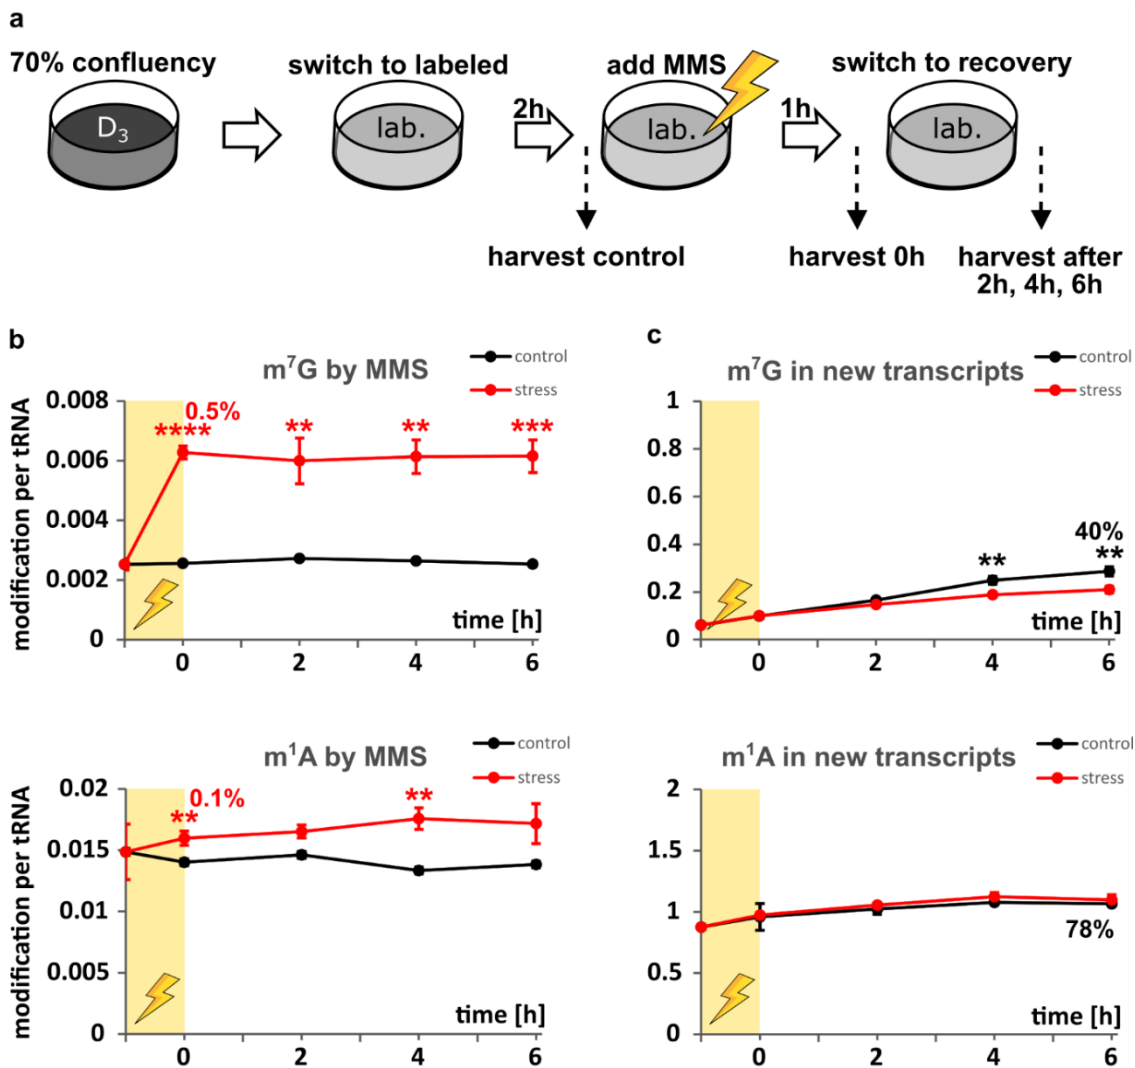 a
70% confluency
switch to labeled
add MMS
switch to recovery
D3
lab.
2h
lab.
1h
lab.
harvest control
harvest 0h
harvest after
2h, 4h, 6h
b
m7G by MMS
control
stress
modification per tRNA
0.008
0.006
0.004
0.002
0
0.5%
****
**
**
***
time [h]
0
2
4
6
c
m7G in new transcripts
control
stress
1
0.8
0.6
0.4
0.2
0
**
40%
**
time [h]
0
2
4
6
m1A by MMS
control
stress
modification per tRNA
0.02
0.015
0.01
0.005
0
0.1%
**
**
time [h]
0
2
4
6
m1A in new transcripts
control
stress
2
1.5
1
0.5
0
78%
time [h]
0
2
4
6